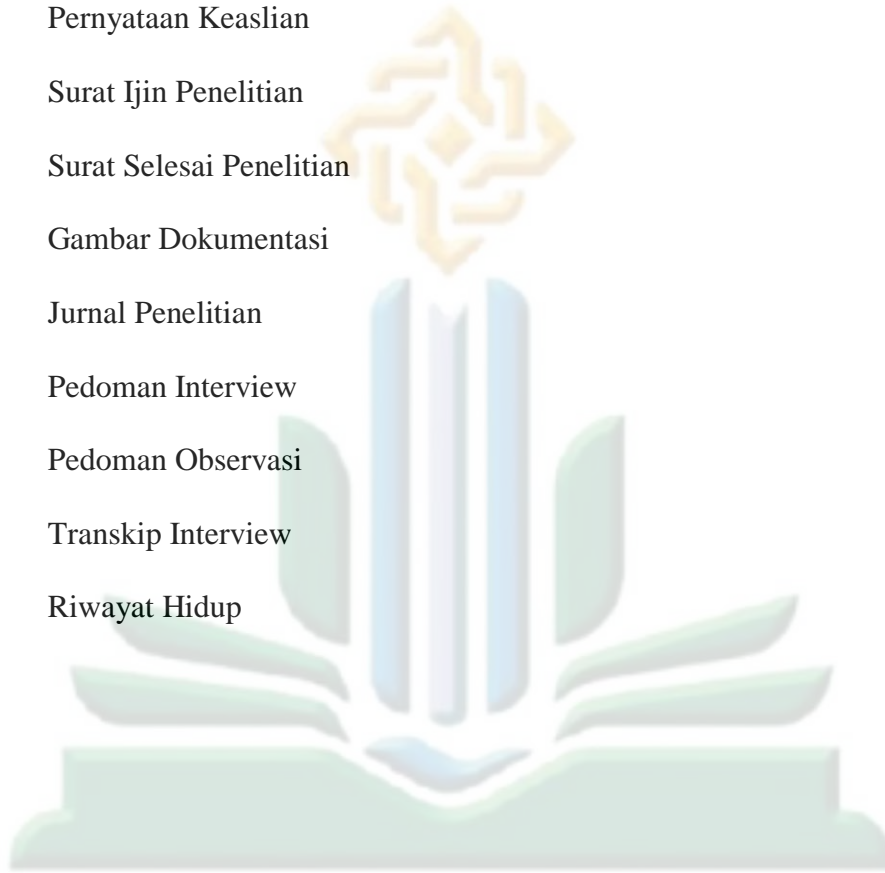 Pernyataan Keaslian
Surat Ijin Penelitian
Surat Selesai Penelitian
Gambar Dokumentasi
Jurnal Penelitian
Pedoman Interview
Pedoman Observasi
Transkip Interview
Riwayat Hidup